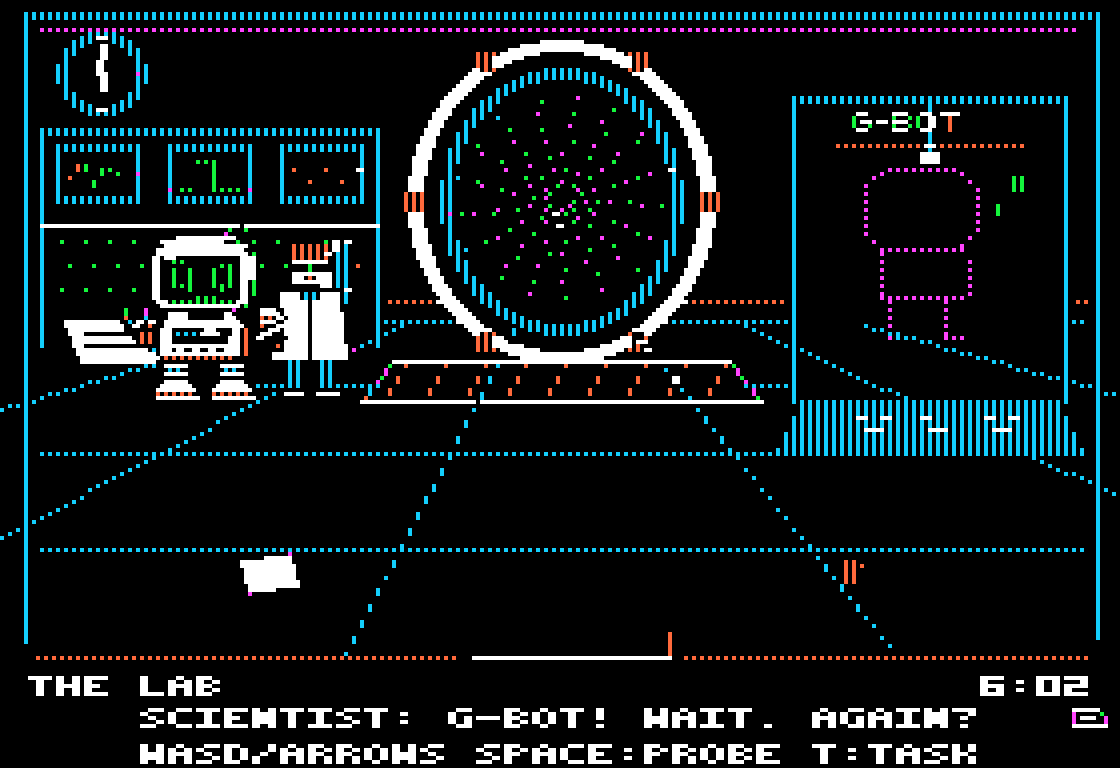 G-BOT
THE LAB 6:02
SCIENTIST: G-BOT! WAIT. AGAIN?
WASD/ARROWS SPACE:PROBE T:TASK